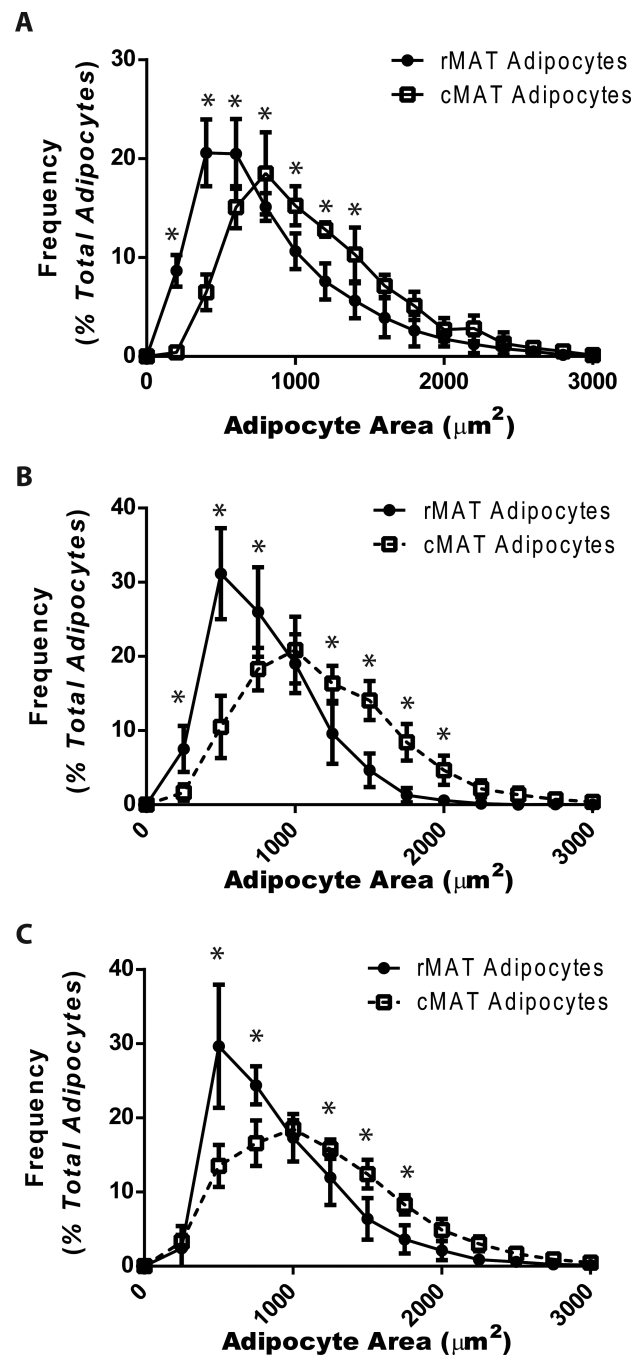 A
30
20
10
0
Frequency
(% Total Adipocytes)
rMAT Adipocytes
cMAT Adipocytes
* * * * * * *
0 1000 2000 3000
Adipocyte Area (μm²)
B
40
30
20
10
0
Frequency
(% Total Adipocytes)
rMAT Adipocytes
cMAT Adipocytes
* * * * * * *
0 1000 2000 3000
Adipocyte Area (μm²)
C
40
30
20
10
0
Frequency
(% Total Adipocytes)
rMAT Adipocytes
cMAT Adipocytes
* * * * *
0 1000 2000 3000
Adipocyte Area (μm²)